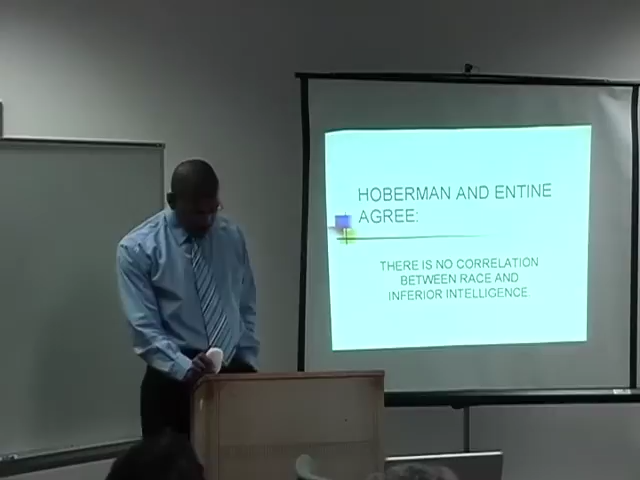 HOBERMAN AND ENTINE
AGREE:
THERE IS NO CORRELATION
BETWEEN RACE AND
INFERIOR INTELLIGENCE.